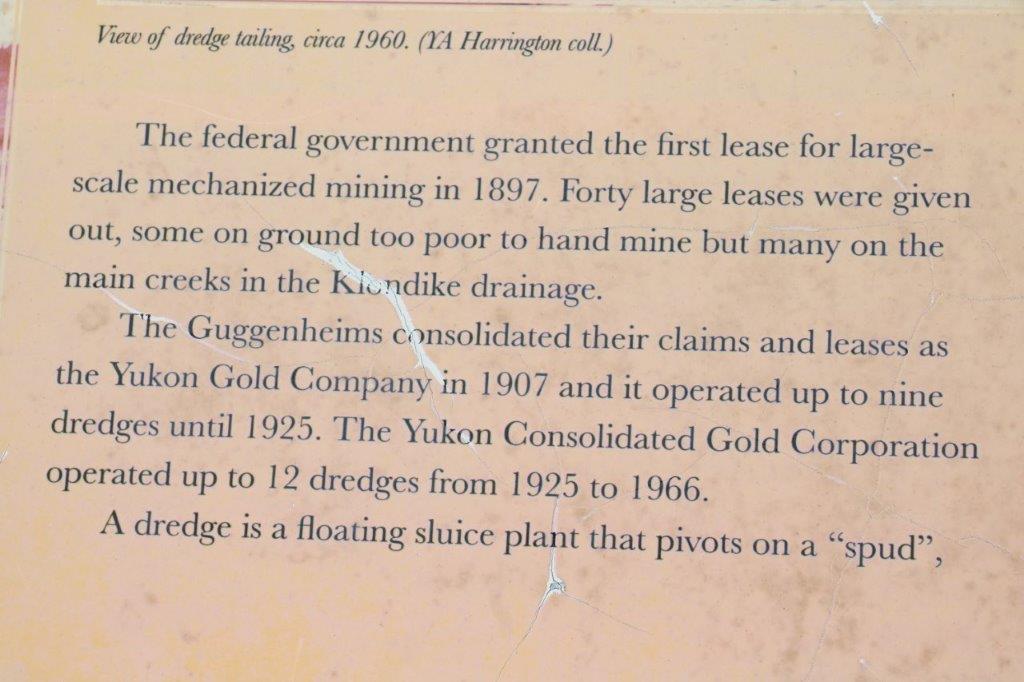 View of dredge tailing, circa 1960. (YA Harrington coll.)
The federal government granted the first lease for large-
scale mechanized mining in 1897. Forty large leases were given
out, some on ground too poor to hand mine but many on the
main creeks in the Klondike drainage.
The Guggenheims consolidated their claims and leases as
the Yukon Gold Company in 1907 and it operated up to nine
dredges until 1925. The Yukon Consolidated Gold Corporation
operated up to 12 dredges from 1925 to 1966.
A dredge is a floating sluice plant that pivots on a “spud”,